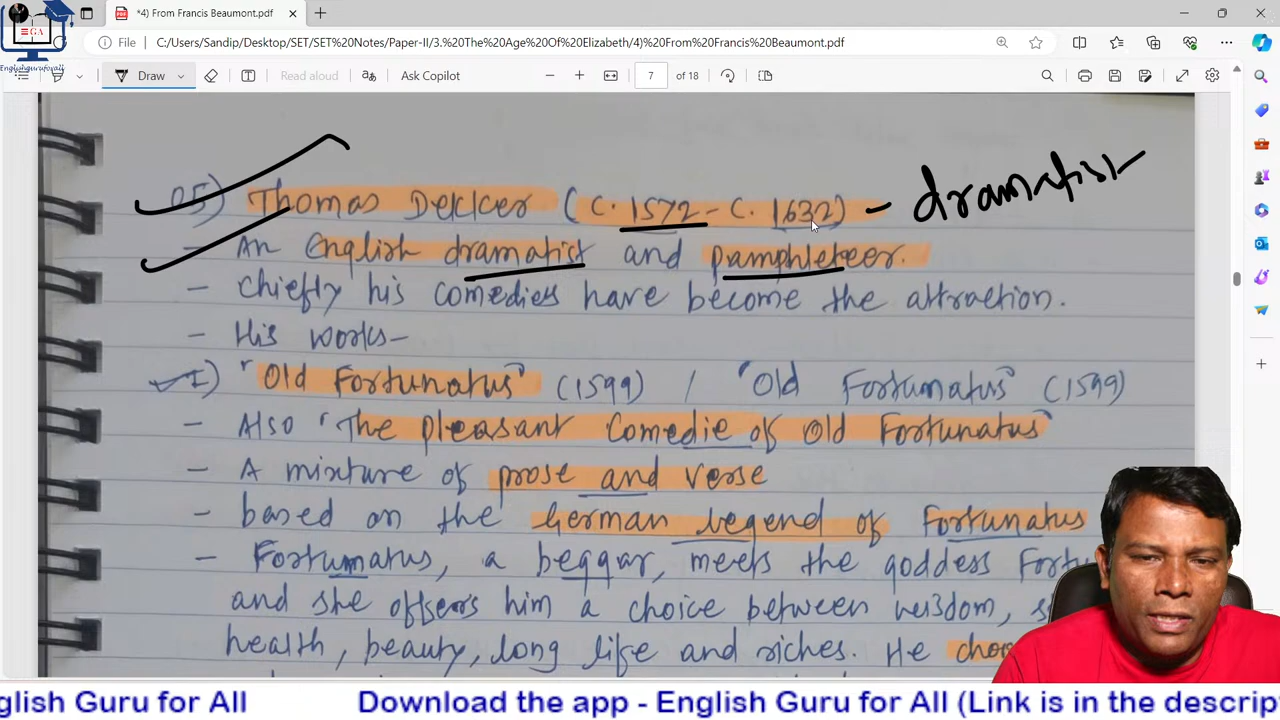 *4) From Francis Beaumont.pdf
File C:/Users/Sandip/Desktop/SET/SET%20Notes/Paper-II/3.%20The%20Age%20Of%20Elizabeth/4)%20From%20Francis%20Beaumont.pdf
EGA
Englishguruforall
Draw Read aloud Ask Copilot 7 of 18
05) Thomas Dekker (c. 1572 - c. 1632) - dramatist
- An English dramatist and pamphleteer.
- Chiefly his comedies have become the attraction.
- His works-
I) "Old Fortunatus" (1599) / "Old Fortunatus" (1599)
- Also "The pleasant Comedie of Old Fortunatus"
- A mixture of prose and verse
- based on the German legend of Fortunatus
- Fortumatus, a beggar, meets the goddess
and she offers him a choice between wisdom,
health, beauty, long life and riches. He
nglish Guru for All Download the app - English Guru for All (Link is in the descrip